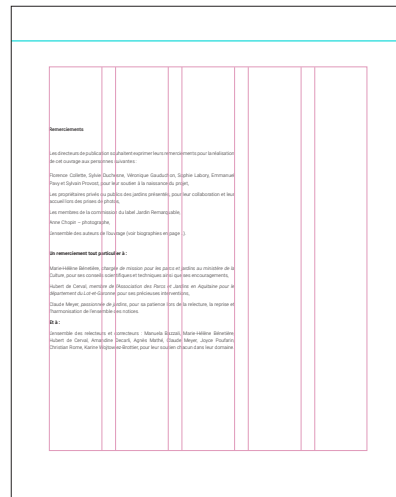 Remerciements
Les directeurs de publication souhaitent exprimer leurs remerciements pour la réalisation
de cet ouvrage aux personnes suivantes :
Florence Collette, Sylvie Duchesne, Véronique Gauduchon, Sophie Labory, Emmanuel
Pavy et Sylvain Provost, pour leur soutien à la naissance du projet,
Les propriétaires privés ou publics des jardins présentés, pour leur collaboration et leur
accueil lors des prises de photos,
Les membres de la commission du label Jardin Remarquable,
Anne Chopin – photographe,
L'ensemble des auteurs de l'ouvrage (voir biographies en page ..).
Un remerciement tout particulier à :
Marie-Hélène Bénetière, chargée de mission pour les parcs et jardins au ministère de la
Culture, pour ses conseils scientifiques et techniques ainsi que ses encouragements,
Hubert de Cerval, membre de l'Association des Parcs et Jardins en Aquitaine pour le
département du Lot-et-Garonne pour ses précieuses interventions,
Claude Meyer, passionnée de jardins, pour sa patience lors de la relecture, la reprise et
l'harmonisation de l'ensemble des notices.
Et à :
L'ensemble des relecteurs et correcteurs : Manuela Bazzali, Marie-Hélène Bénetière,
Hubert de Cerval, Amandine Agnès Mathé, Claude Meyer, Joyce
Christian Rome, Karine pour leur soutien chacun dans leur domaine.